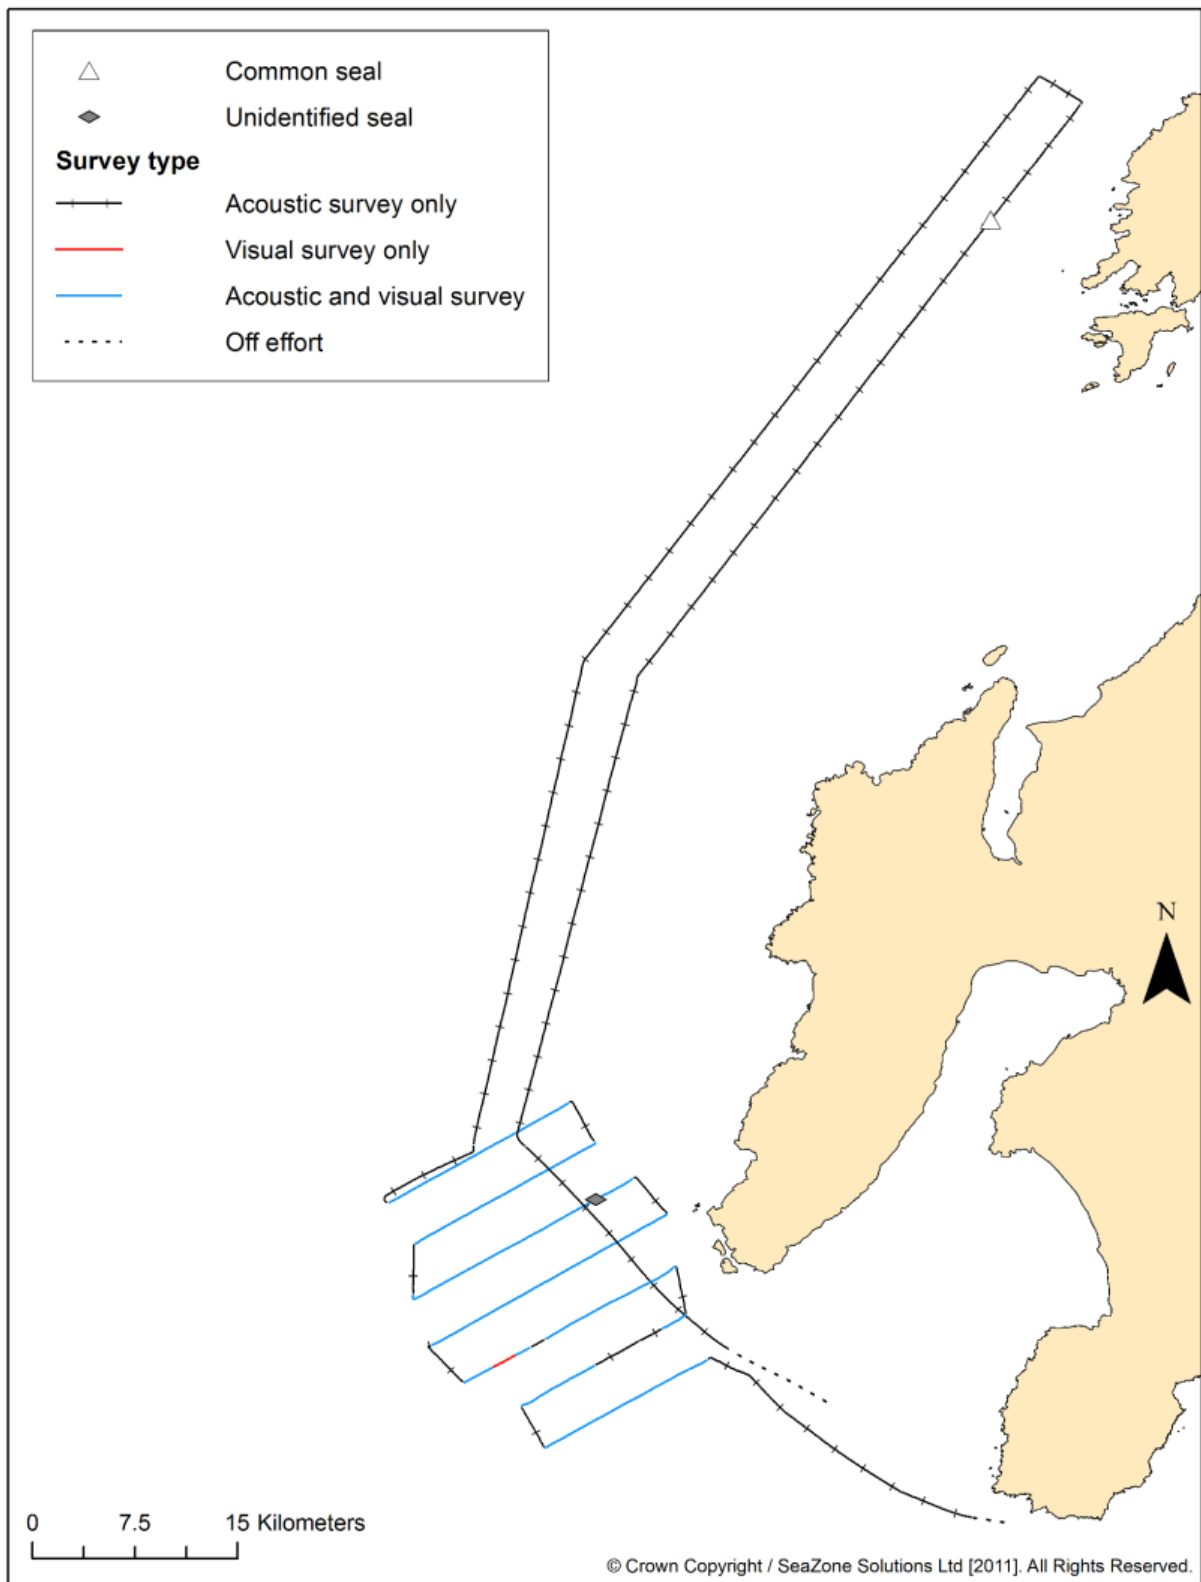 Common seal
Unidentified seal
Survey type
Acoustic survey only
Visual survey only
Acoustic and visual survey
Off effort
N
0 7.5 15 Kilometers
© Crown Copyright / SeaZone Solutions Ltd [2011]. All Rights Reserved.